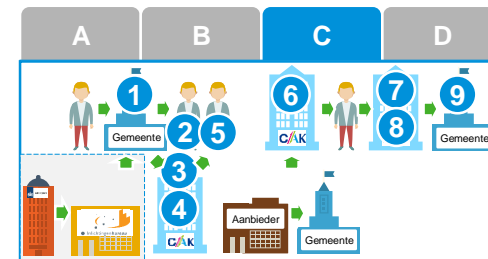 A B C D
1 6 7 9
Gemeente 2 5 8 Gemeente
CAK
3
4
CAK
Aanbieder
Gemeente